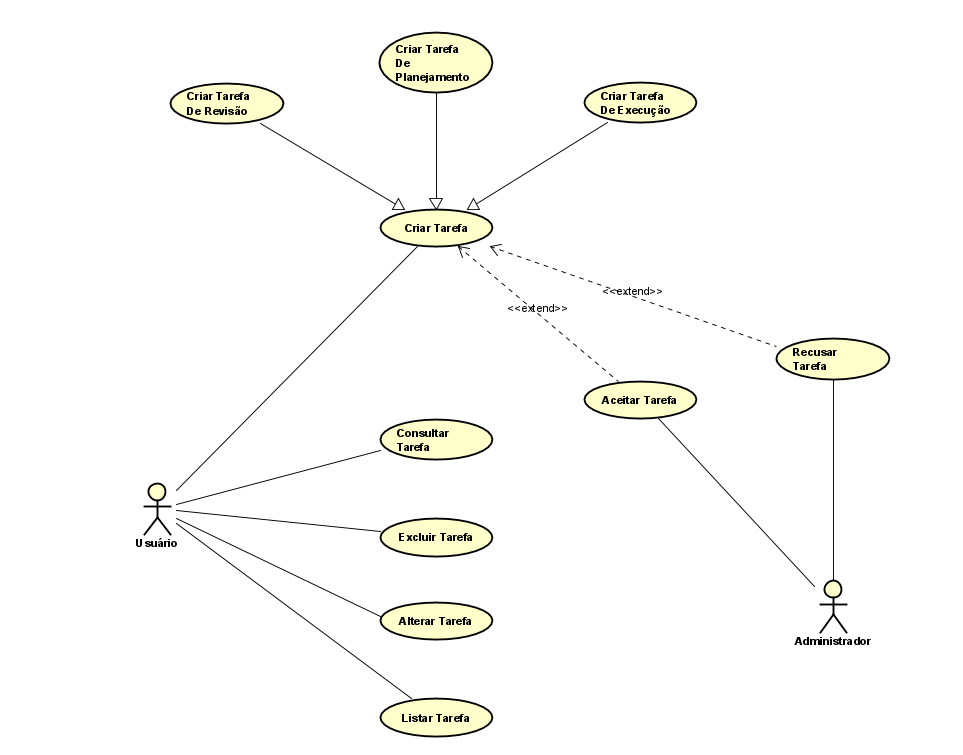 Criar Tarefa
De
Planejamento
Criar Tarefa
De Revisão
Criar Tarefa
De Execução
Criar Tarefa
<<extend>>
<<extend>>
Recusar
Tarefa
Aceitar Tarefa
Consultar
Tarefa
Excluir Tarefa
Usuário
Alterar Tarefa
Administrador
Listar Tarefa